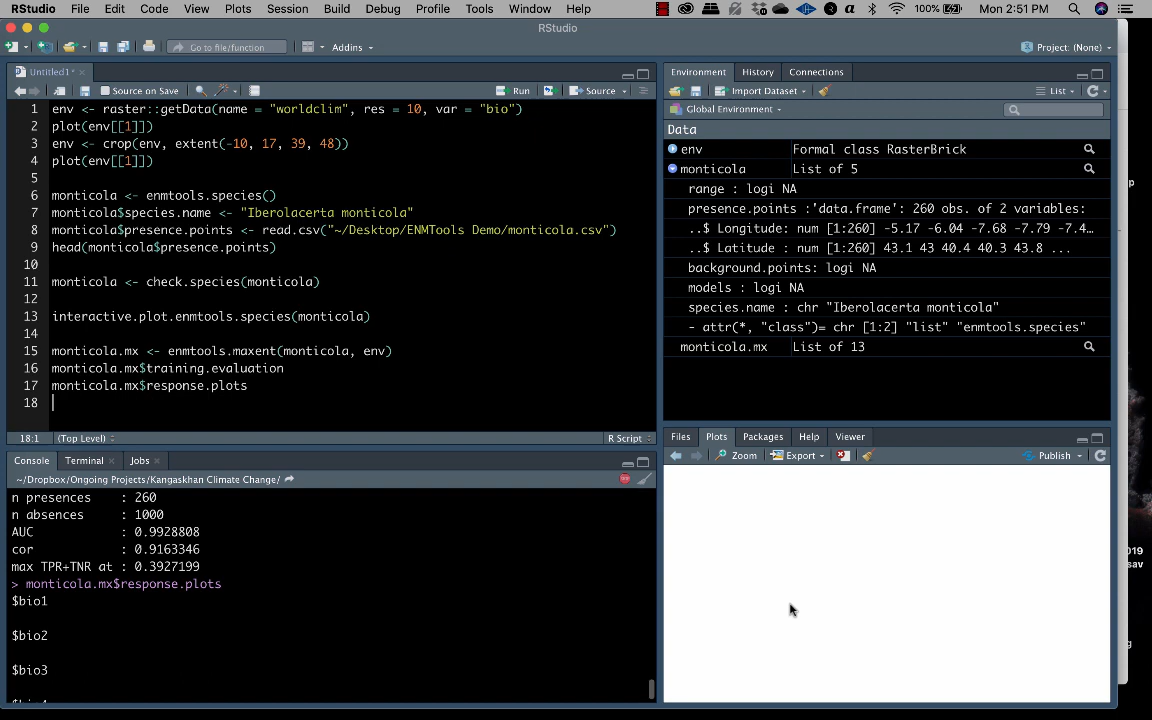 RStudio File Edit Code View Plots Session Build Debug Profile Tools Window Help 100% Mon 2:51 PM
RStudio
Go to file/function Addins Project: (None)
Untitled1* Environment History Connections
Source on Save Run Source Import Dataset List
1 env <- raster::getData(name = "worldclim", res = 10, var = "bio")
2 plot(env[[1]])
3 env <- crop(env, extent(-10, 17, 39, 48))
4 plot(env[[1]])
5
6 monticola <- enmtools.species()
7 monticola$species.name <- "Iberolacerta monticola"
8 monticola$presence.points <- read.csv("~/Desktop/ENMTools Demo/monticola.csv")
9 head(monticola$presence.points)
10
11 monticola <- check.species(monticola)
12
13 interactive.plot.enmtools.species(monticola)
14
15 monticola.mx <- enmtools.maxent(monticola, env)
16 monticola.mx$training.evaluation
17 monticola.mx$response.plots
18
18:1 (Top Level) R Script
Global Environment
Data
env Formal class RasterBrick
monticola List of 5
range : logi NA
presence.points :'data.frame': 260 obs. of 2 variables:
..$ Longitude: num [1:260] -5.17 -6.04 -7.68 -7.79 -7.4…
..$ Latitude : num [1:260] 43.1 43 40.4 40.3 43.8 ...
background.points: logi NA
models : logi NA
species.name : chr "Iberolacerta monticola"
- attr(*, "class")= chr [1:2] "list" "enmtools.species"
monticola.mx List of 13
Console Terminal Jobs
~/Dropbox/Ongoing Projects/Kangaskhan Climate Change/
n presences : 260
n absences : 1000
AUC : 0.9928808
cor : 0.9163346
max TPR+TNR at : 0.3927199
> monticola.mx$response.plots
$bio1
$bio2
$bio3
Files Plots Packages Help Viewer
Zoom Export Publish
019
sav